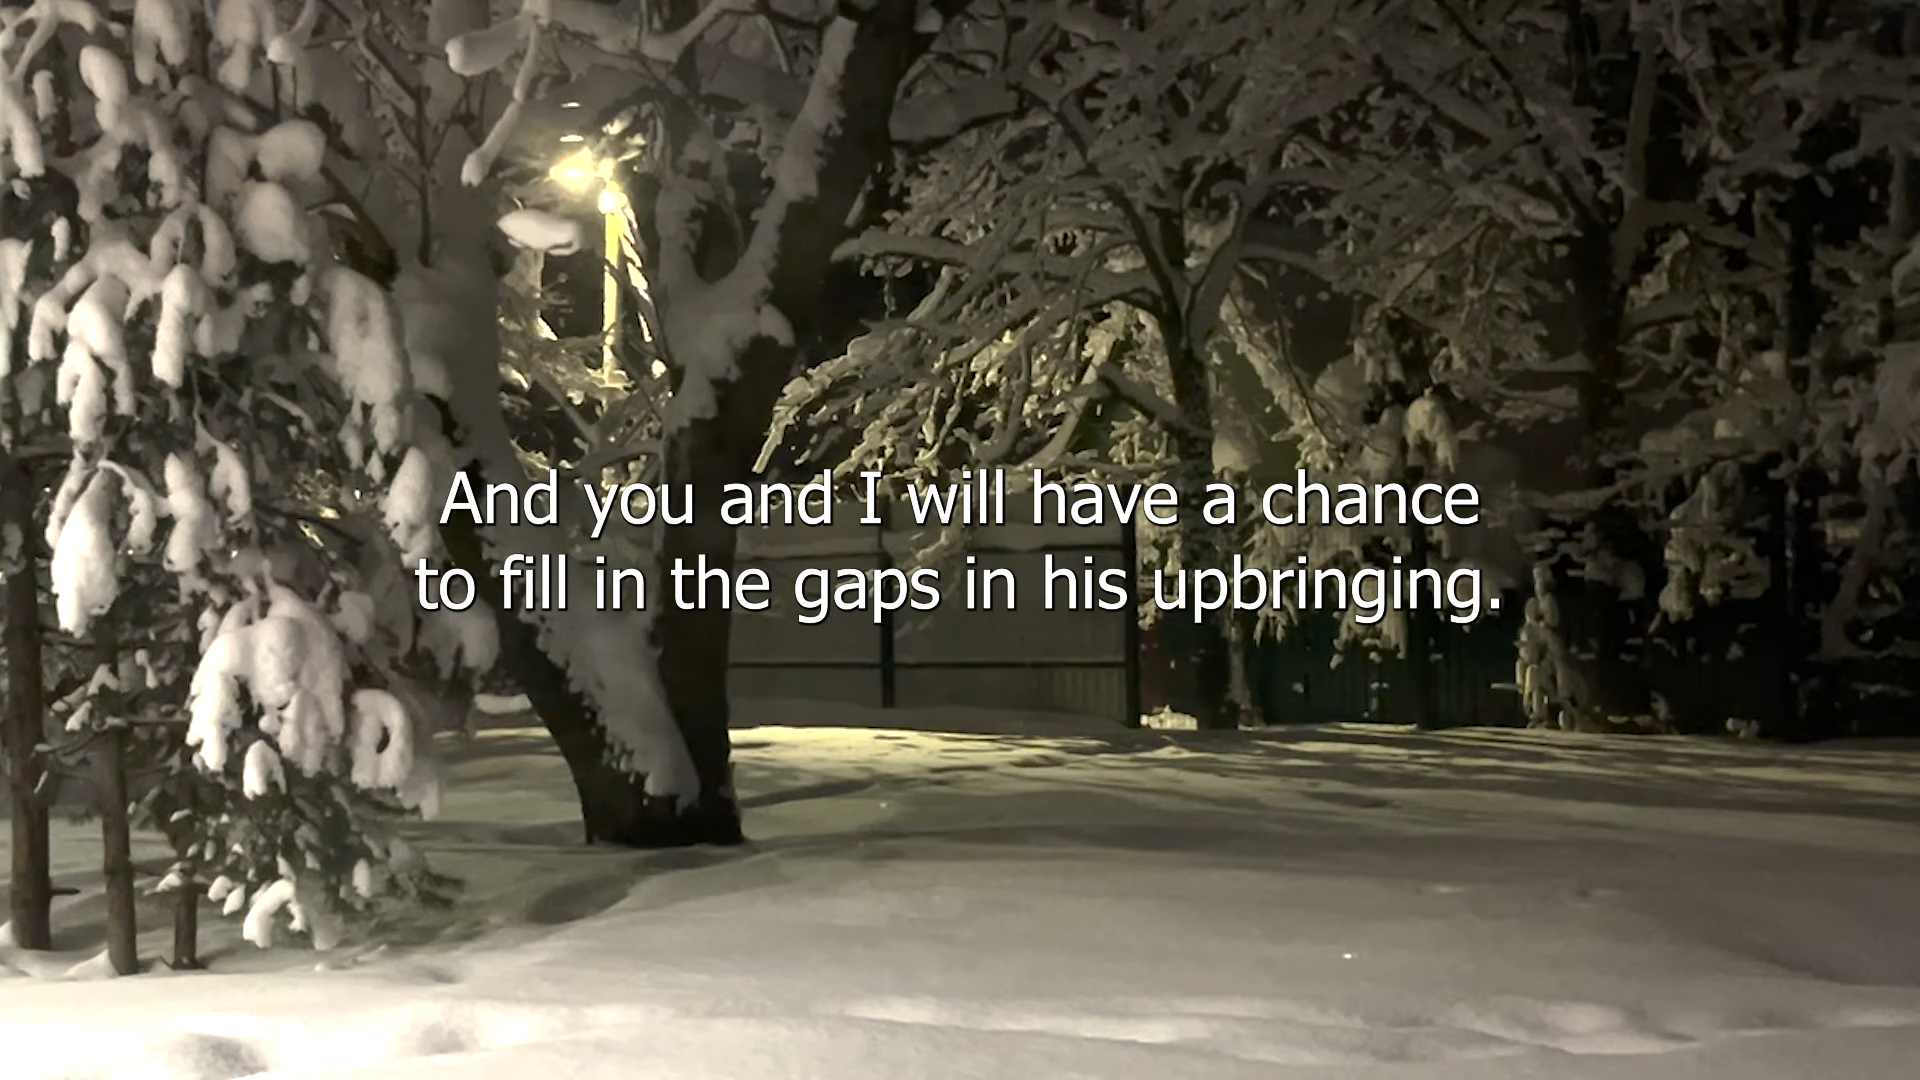 And you and I will have a chance
to fill in the gaps in his upbringing.